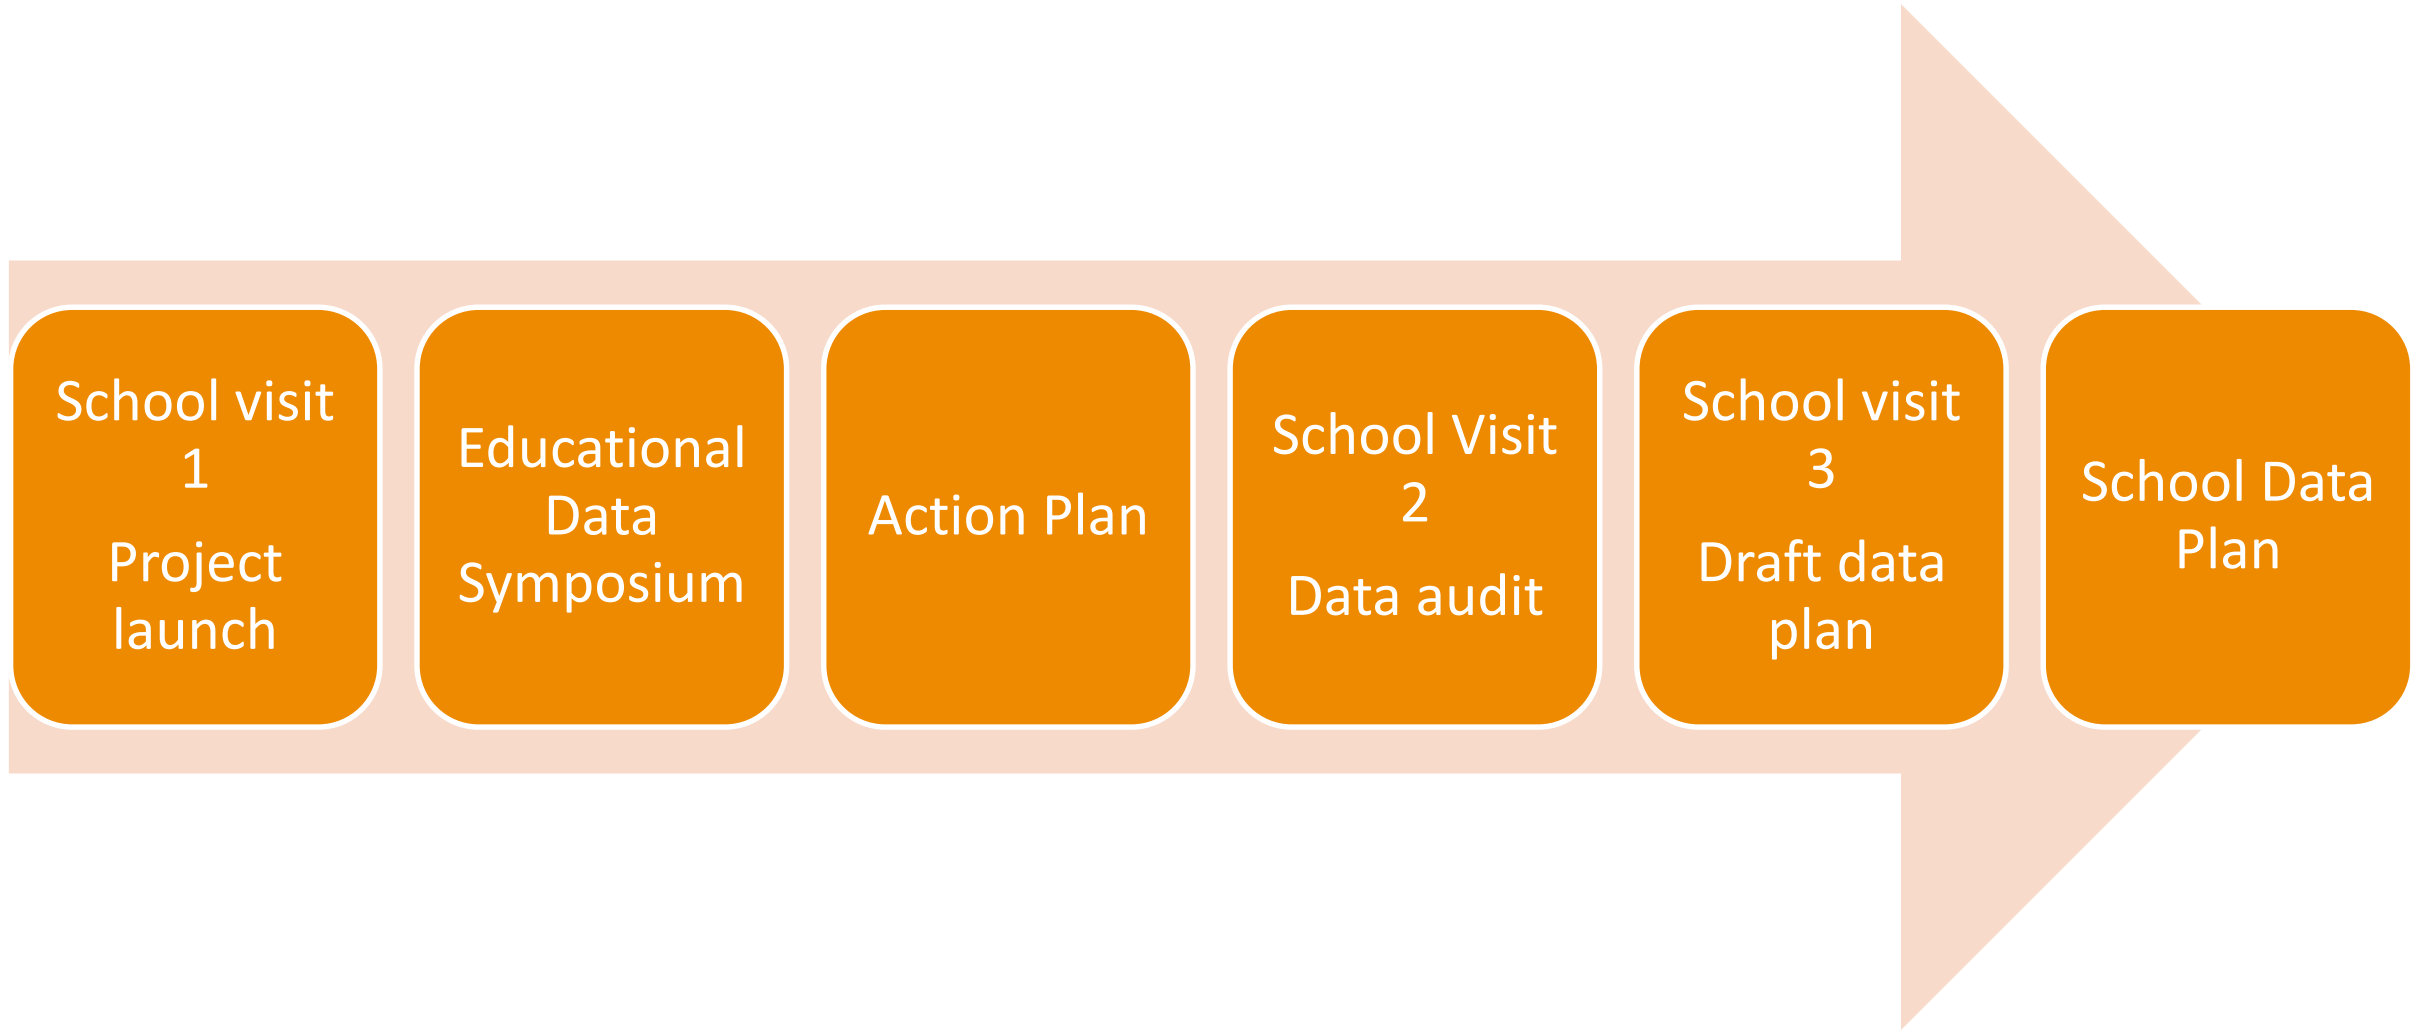 School visit
1
Project
launch
Educational
Data
Symposium
Action Plan
School Visit
2
Data audit
School visit
3
Draft data
plan
School Data
Plan